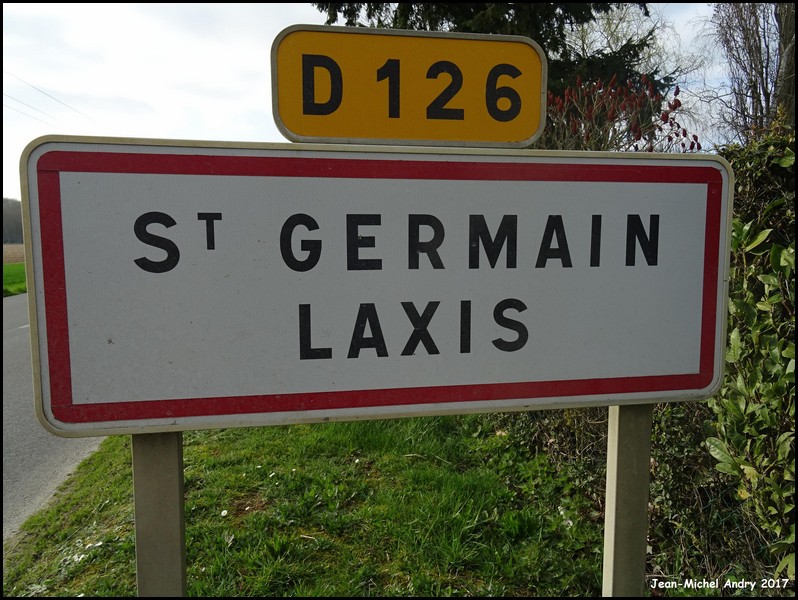 D 126
ST GERMAIN
LAXIS
Jean-Michel Andry 2017